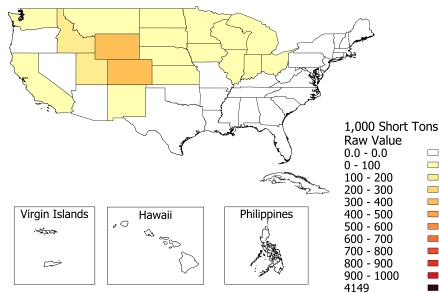 1,000 Short Tons
Raw Value
0.0 - 0.0
0 - 100
100 - 200
200 - 300
300 - 400
400 - 500
500 - 600
600 - 700
700 - 800
800 - 900
900 - 1000
4149
Virgin Islands
Hawaii
Philippines